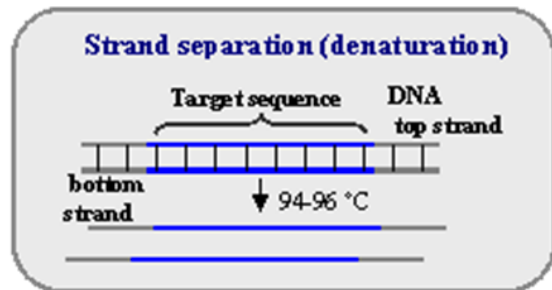 Strand separation (denaturation)
Target sequence
DNA
top strand
bottom
strand
94-96 °C